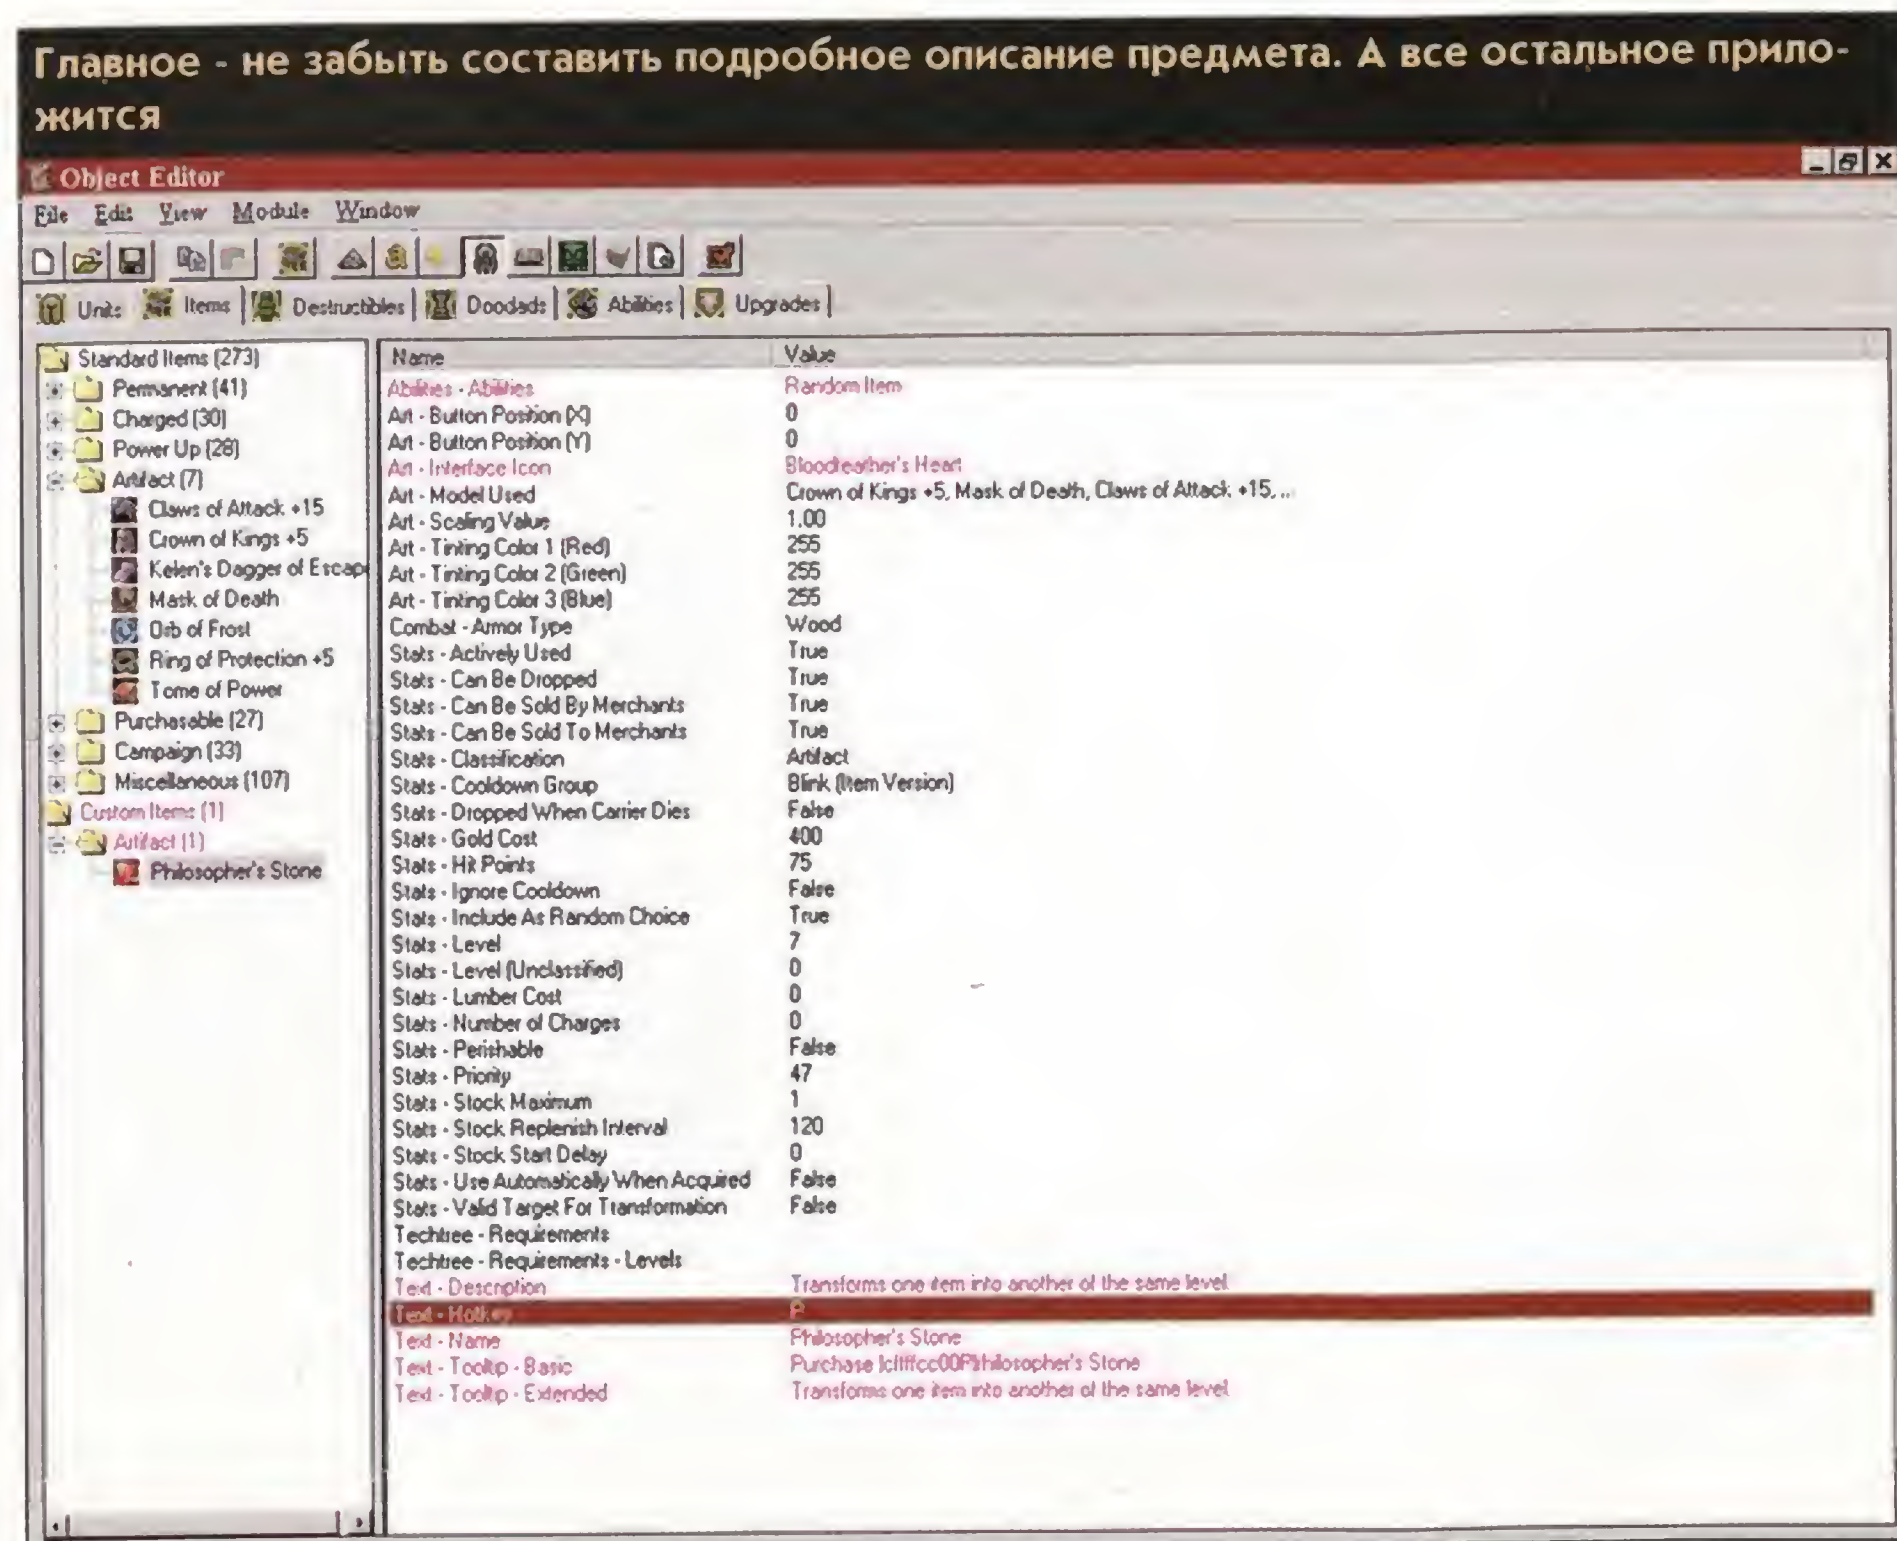 Главное - не забыть составить подробное описание предмета. А все остальное прило-
жится
Object Editor
File Edit View Module Window
Units Items Destructibles Doodads Abilities Upgrades
Standard Items (273)
Permanent (41)
Charged (30)
Power Up (28)
Artifact (7)
Claws of Attack +15
Crown of Kings +5
Kelen's Dagger of Escap
Mask of Death
Orb of Frost
Ring of Protection +5
Tome of Power
Purchasable (27)
Campaign (33)
Miscellaneous (107)
Custom Items (1)
Artifact (1)
Philosopher's Stone
Name Value
Abilities - Abilities Random Item
Art - Button Position (X) 0
Art - Button Position (Y) 0
Art - Interface Icon Bloodfeather's Heart
Art - Model Used Crown of Kings +5, Mask of Death, Claws of Attack +15, ..
Art - Scaling Value 1.00
Art - Tinting Color 1 (Red) 255
Art - Tinting Color 2 (Green) 255
Art - Tinting Color 3 (Blue) 255
Combat - Armor Type Wood
Stats - Actively Used True
Stats - Can Be Dropped True
Stats - Can Be Sold By Merchants True
Stats - Can Be Sold To Merchants True
Stats - Classification Artifact
Stats - Cooldown Group Blink (Item Version)
Stats - Dropped When Carrier Dies False
Stats - Gold Cost 400
Stats - Hit Points 75
Stats - Ignore Cooldown False
Stats - Include As Random Choice True
Stats - Level 7
Stats - Level (Unclassified) 0
Stats - Lumber Cost 0
Stats - Number of Charges 0
Stats - Perishable False
Stats - Priority 47
Stats - Stock Maximum 1
Stats - Stock Replenish Interval 120
Stats - Stock Start Delay 0
Stats - Use Automatically When Acquired False
Stats - Valid Target For Transformation False
Techtree - Requirements
Techtree - Requirements - Levels
Text - Description Transforms one item into another of the same level
Text - Hotkey P
Text - Name Philosopher's Stone
Text - Tooltip - Basic Purchase |cffffcc00P|rhilosopher's Stone
Text - Tooltip - Extended Transforms one item into another of the same level